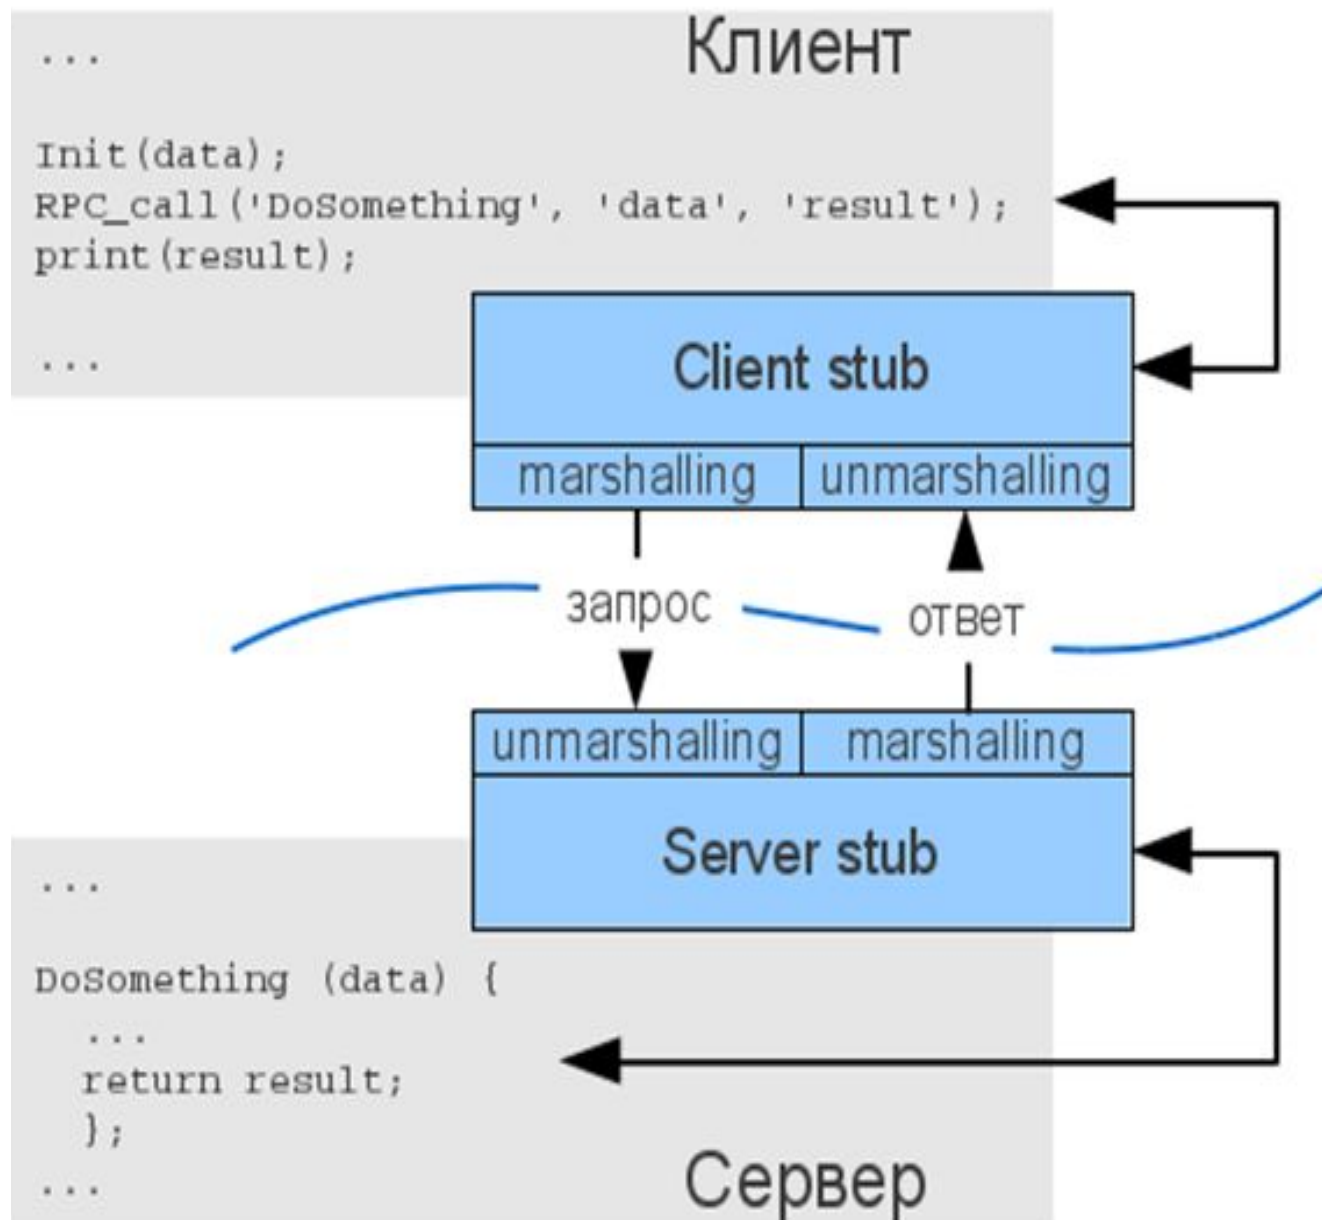 ...
Клиент
Init(data);
RPC_call('DoSomething', 'data', 'result');
print(result);
...
Client stub
marshalling unmarshalling
запрос ответ
unmarshalling marshalling
Server stub
...
DoSomething (data) {
...
return result;
};
...
Сервер